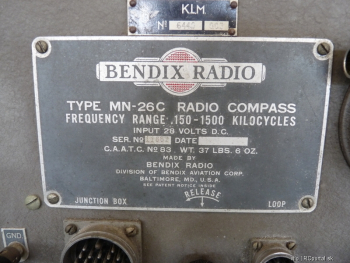 K.L.M.
No
BENDIX RADIO
TYPE MN-26C RADIO COMPASS
FREQUENCY RANGE .150-1500 KILOCYCLES
INPUT 28 VOLTS D.C.
SER. No DATE
C.A.A.T.C. No 83 WT. 37 LBS. 6 OZ.
MADE BY
BENDIX RADIO
DIVISION OF BENDIX AVIATION CORP.
BALTIMORE, MD., U.S.A.
SEE PATENT NOTICE INSIDE
RELEASE
JUNCTION BOX LOOP
GND